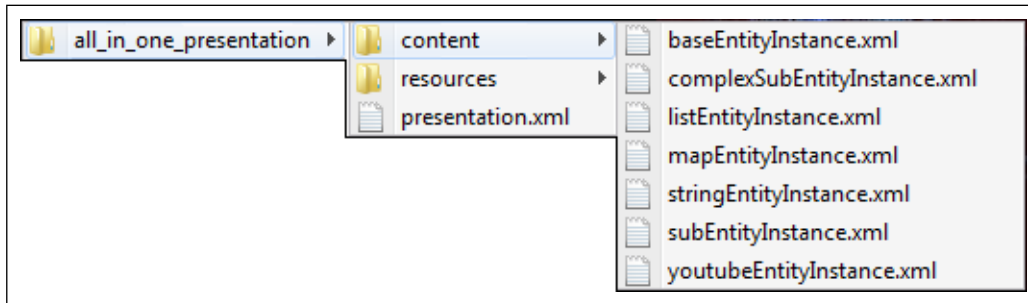 all_in_one_presentation
content
resources
presentation.xml
baseEntityInstance.xml
complexSubEntityInstance.xml
listEntityInstance.xml
mapEntityInstance.xml
stringEntityInstance.xml
subEntityInstance.xml
youtubeEntityInstance.xml